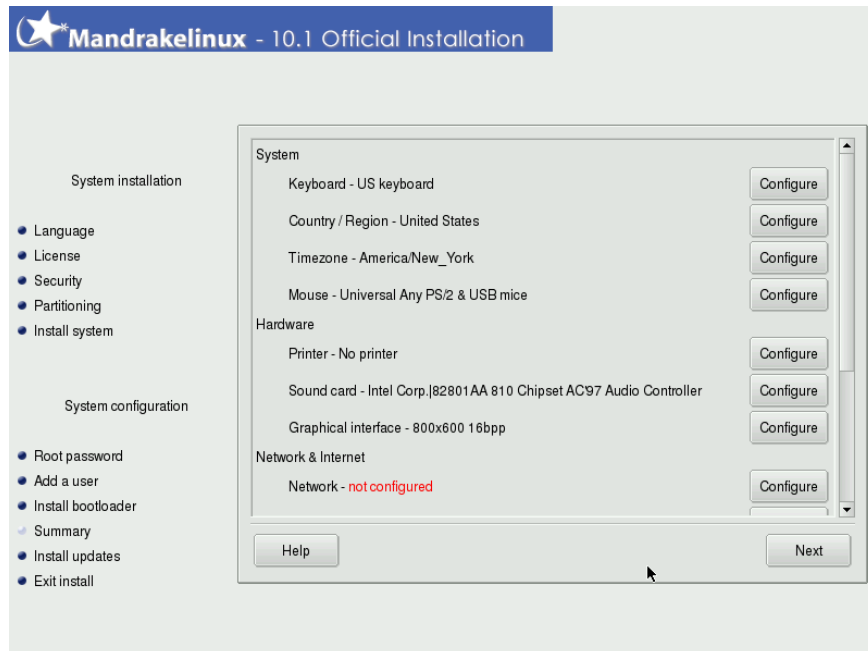 Mandrakelinux - 10.1 Official Installation
System installation
Language
License
Security
Partitioning
Install system
System configuration
Root password
Add a user
Install bootloader
Summary
Install updates
Exit install
System
Keyboard - US keyboard Configure
Country / Region - United States Configure
Timezone - America/New_York Configure
Mouse - Universal Any PS/2 & USB mice Configure
Hardware
Printer - No printer Configure
Sound card - Intel Corp.|82801AA 810 Chipset AC'97 Audio Controller Configure
Graphical interface - 800x600 16bpp Configure
Network & Internet
Network - not configured Configure
Help Next